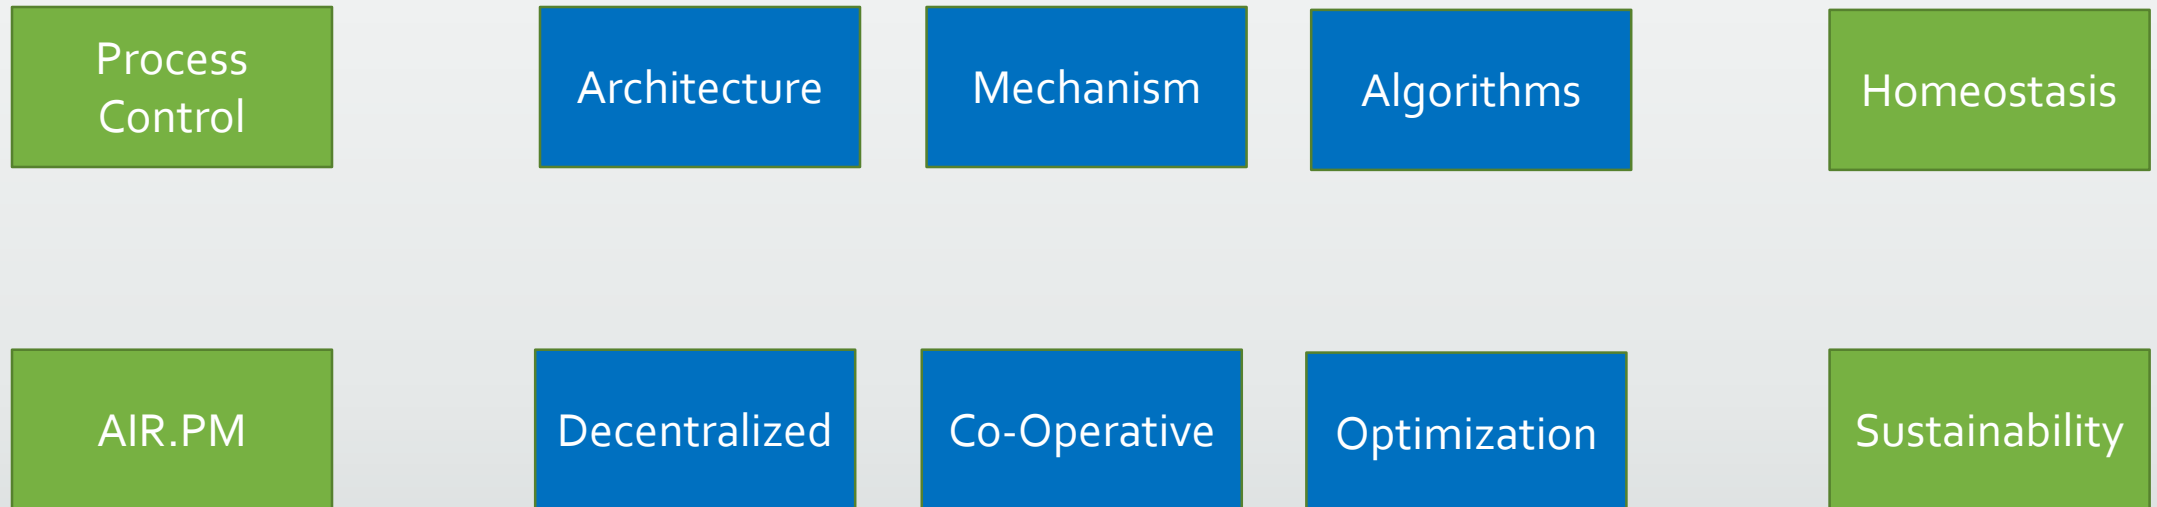 Process
Control
Architecture
Mechanism
Algorithms
Homeostasis
AIR.PM
Decentralized
Co-Operative
Optimization
Sustainability